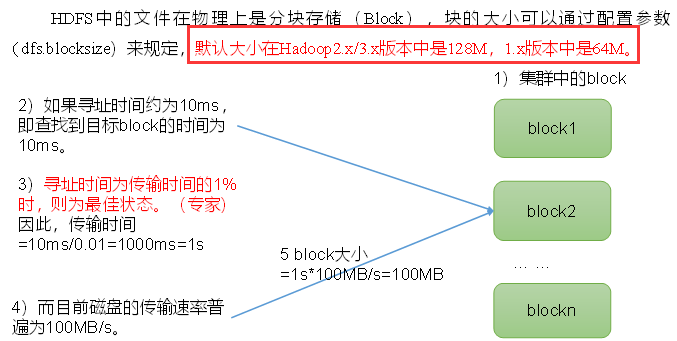 HDFS中的文件在物理上是分块存储（Block），块的大小可以通过配置参数
（dfs.blocksize）来规定，默认大小在Hadoop2.x/3.x版本中是128M，1.x版本中是64M。
1）集群中的block
block1
2）如果寻址时间约为10ms，
即查找到目标block的时间为
10ms。
block2
3）寻址时间为传输时间的1%
时，则为最佳状态。（专家）
因此，传输时间
=10ms/0.01=1000ms=1s
5 block大小
=1s*100MB/s=100MB
... ...
4）而目前磁盘的传输速率普
遍为100MB/s。
blockn